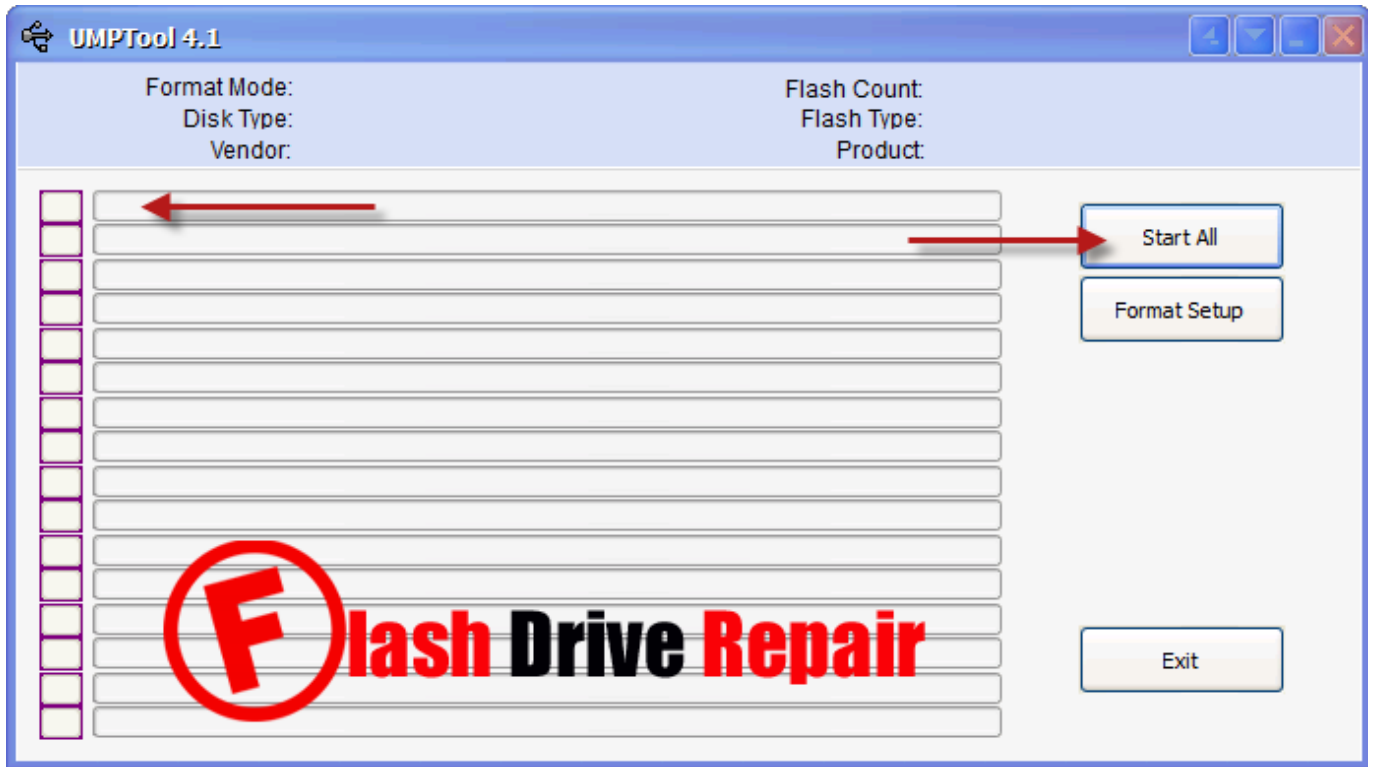 UMPTool 4.1
Format Mode: Flash Count:
Disk Type: Flash Type:
Vendor: Product:
Start All
Format Setup
Flash Drive Repair
Exit